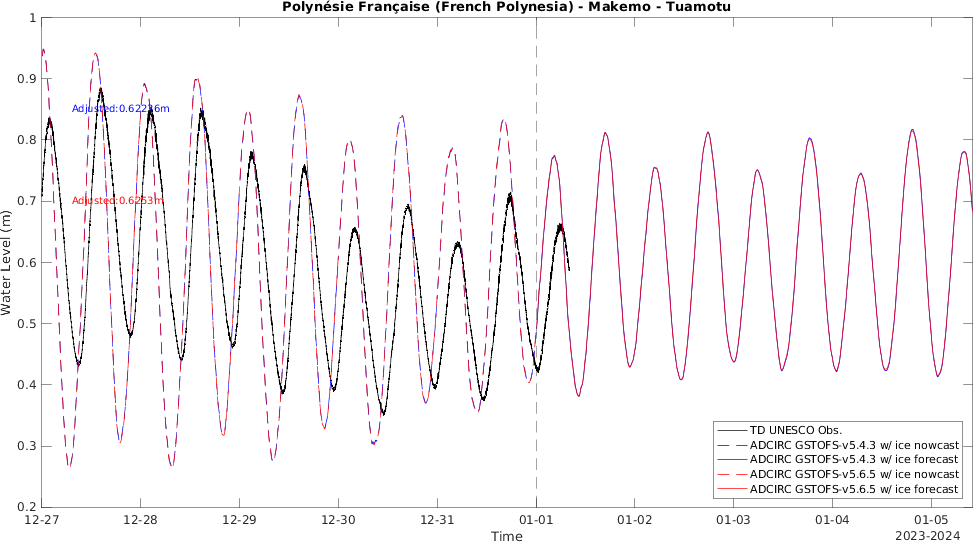 Polynésie Française (French Polynesia) - Makemo - Tuamotu
1
0.9
Adjusted:0.62236m
0.8
0.7
Adjusted:0.6253m
0.6
0.5
0.4
0.3
0.2
Water Level (m)
TD UNESCO Obs.
ADCIRC GSTOFS-v5.4.3 w/ ice nowcast
ADCIRC GSTOFS-v5.4.3 w/ ice forecast
ADCIRC GSTOFS-v5.6.5 w/ ice nowcast
ADCIRC GSTOFS-v5.6.5 w/ ice forecast
12-27 12-28 12-29 12-30 12-31 01-01 01-02 01-03 01-04 01-05
Time
2023-2024